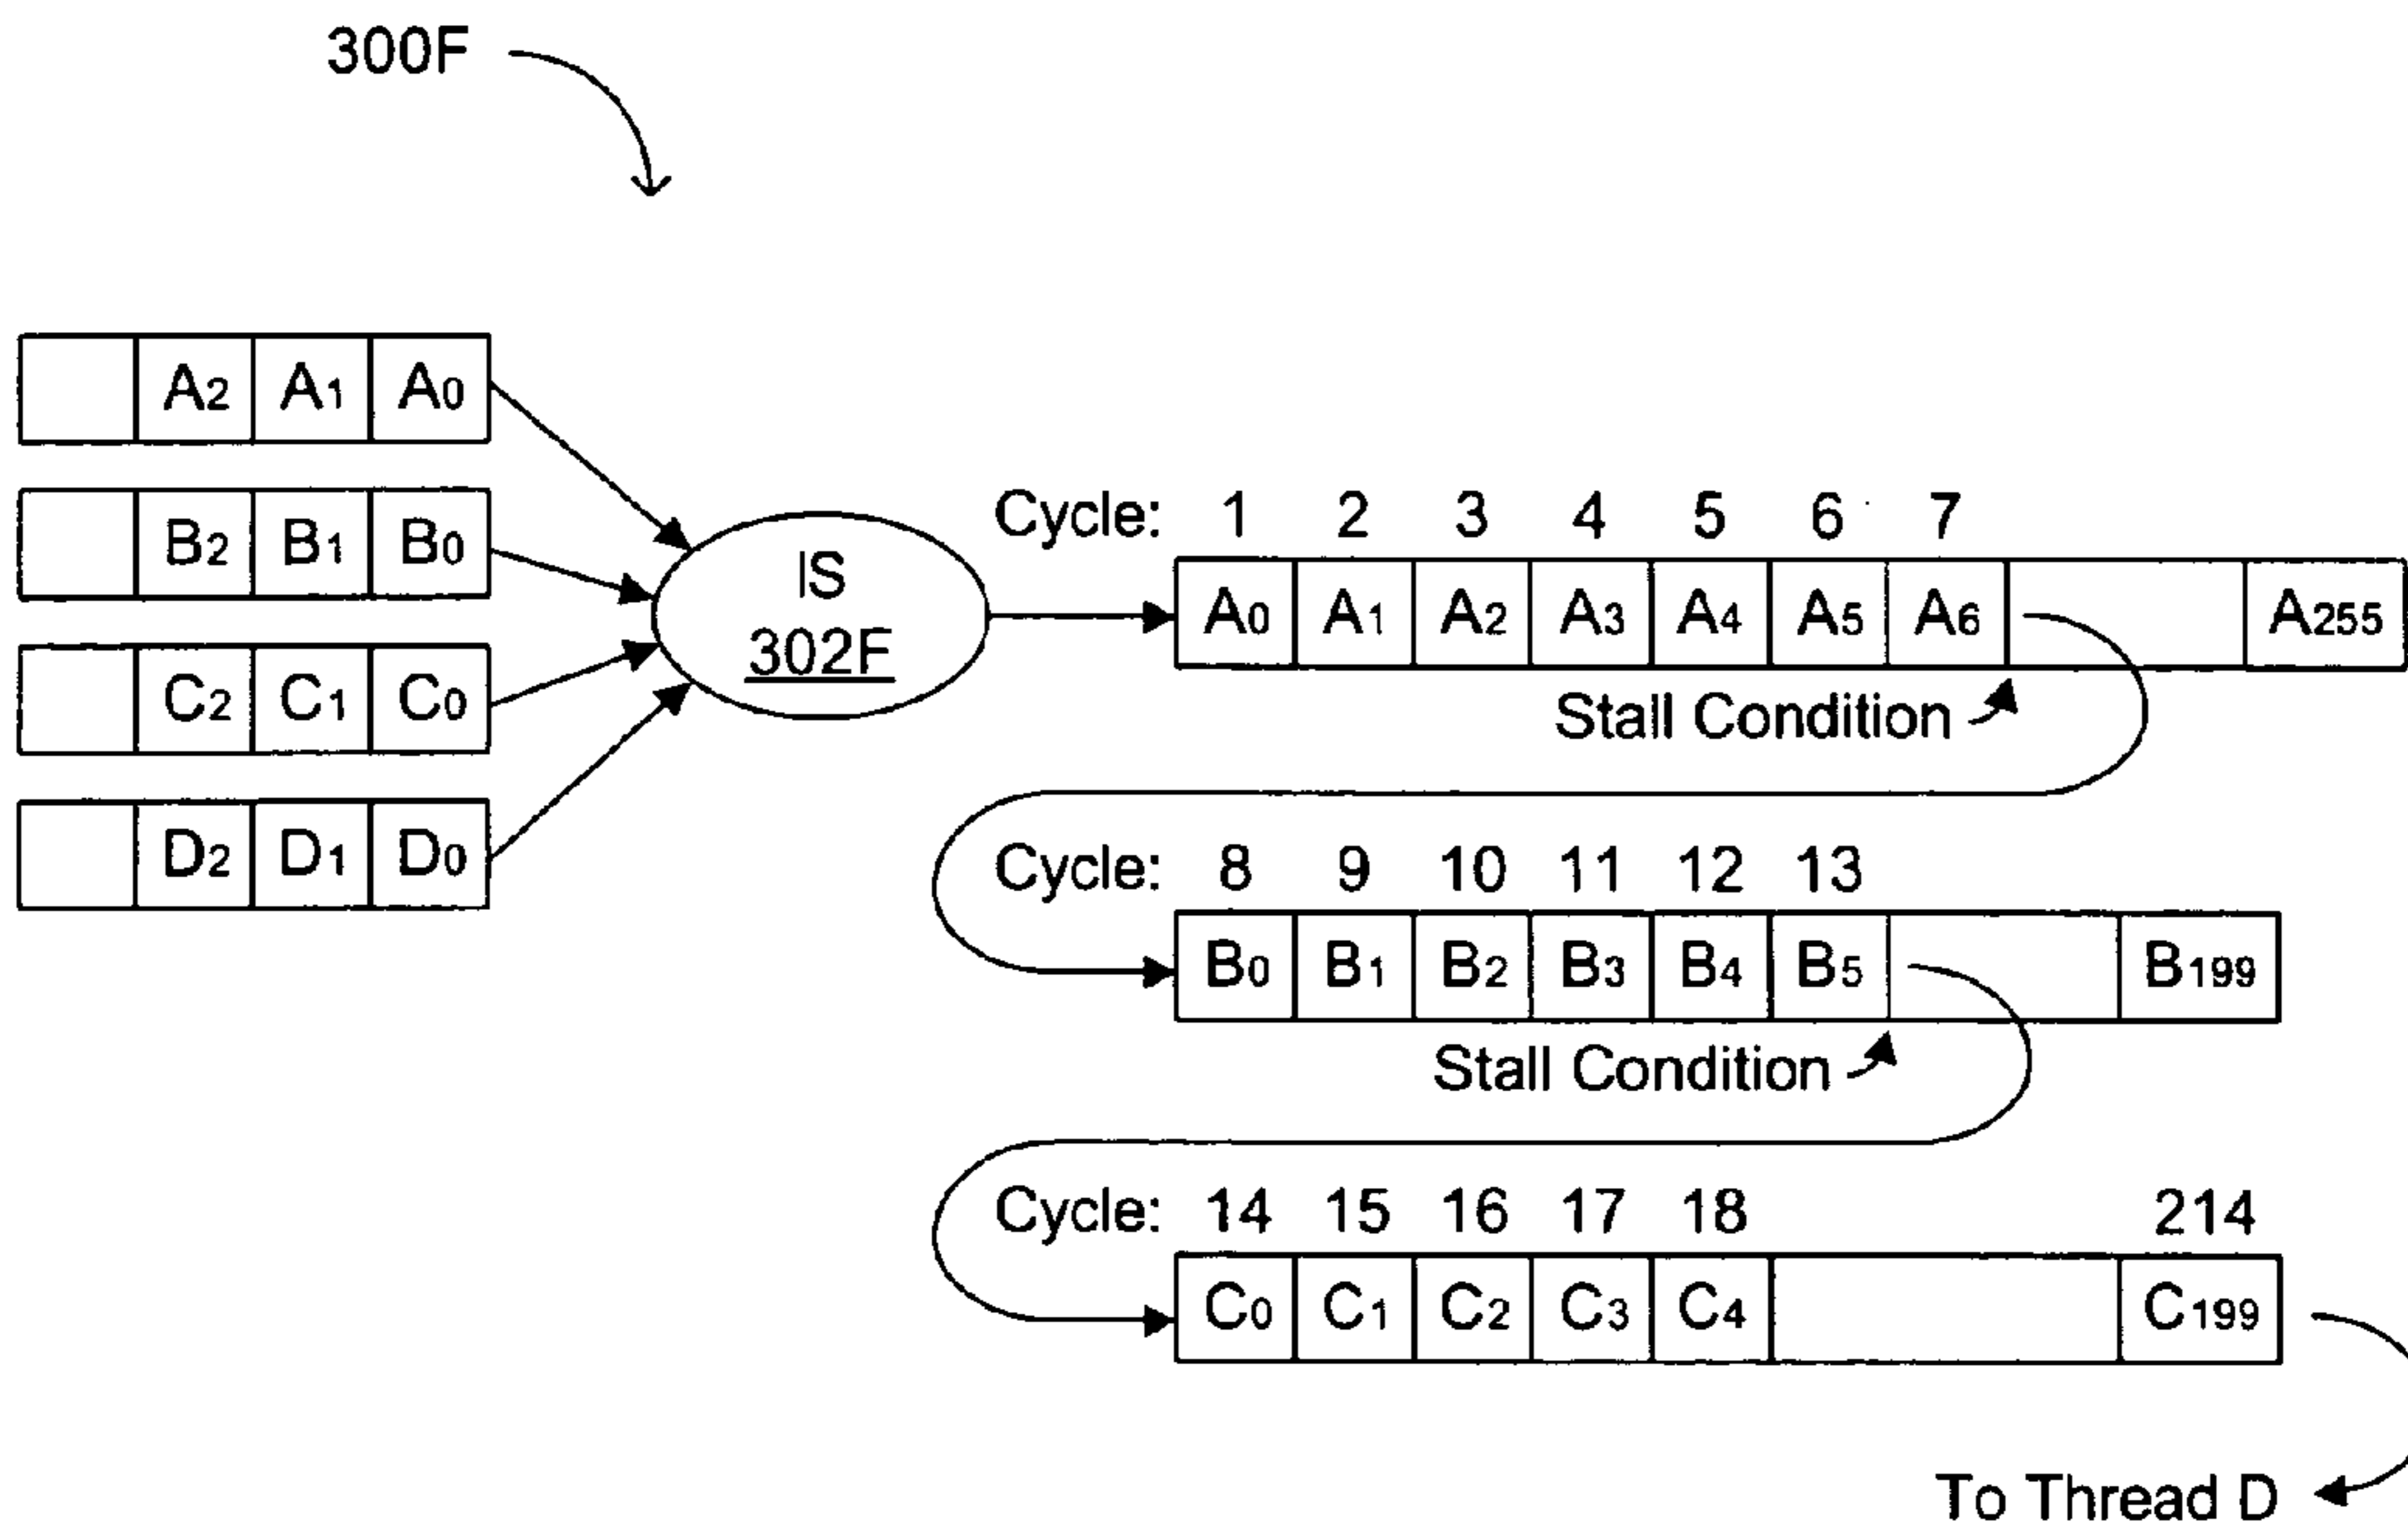 300F
A2 A1 A0
B2 B1 B0
C2 C1 C0
D2 D1 D0
IS
302F
Cycle: 1 2 3 4 5 6 7
A0 A1 A2 A3 A4 A5 A6 A255
Stall Condition
Cycle: 8 9 10 11 12 13
B0 B1 B2 B3 B4 B5 B199
Stall Condition
Cycle: 14 15 16 17 18 214
C0 C1 C2 C3 C4 C199
To Thread D